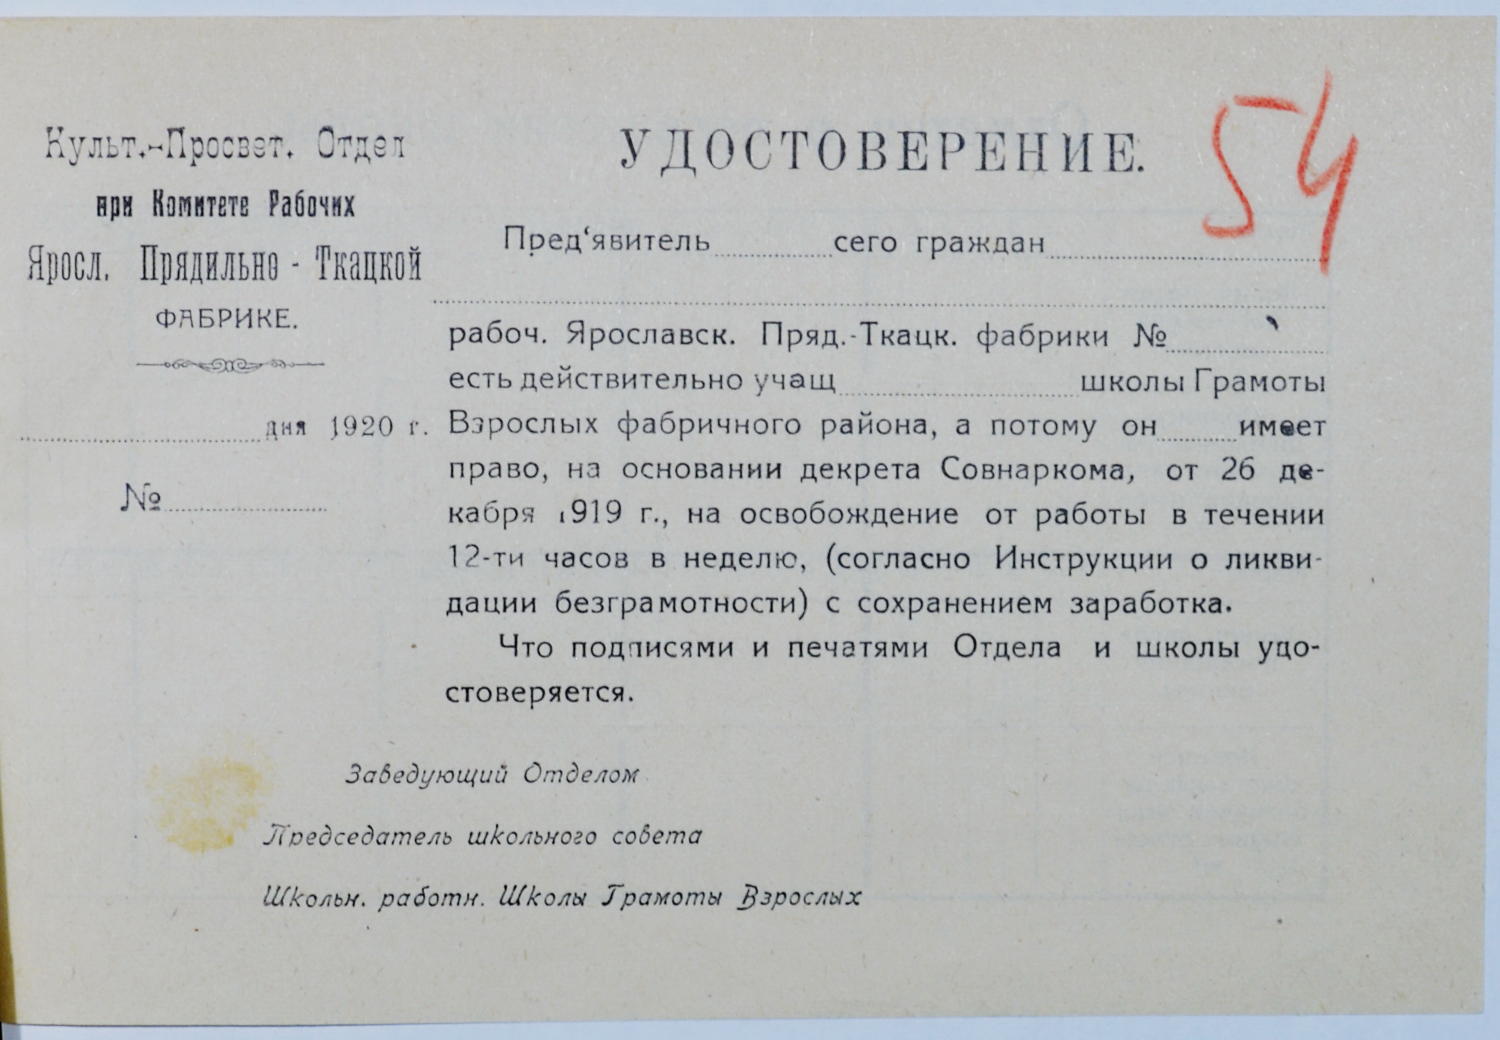 Культ.-Просвет. Отдел
при Комитете Рабочих
Яросл. Прядильно - Ткацкой
ФАБРИКЕ.
дня 1920 г.
№
54
УДОСТОВЕРЕНИЕ.
Пред‘явитель сего граждан
рабоч. Ярославск. Пряд.-Ткацк. фабрики №
есть действительно учащ школы Грамоты
Взрослых фабричного района, а потому он имеет
право, на основании декрета Совнаркома, от 26 де-
кабря 1919 г., на освобождение от работы в течении
12-ти часов в неделю, (согласно Инструкции о ликви-
дации безграмотности) с сохранением заработка.
Что подписями и печатями Отдела и школы удо-
стоверяется.
Заведующий Отделом
Председатель школьного совета
Школьн. работн. Школы Грамоты Взрослых